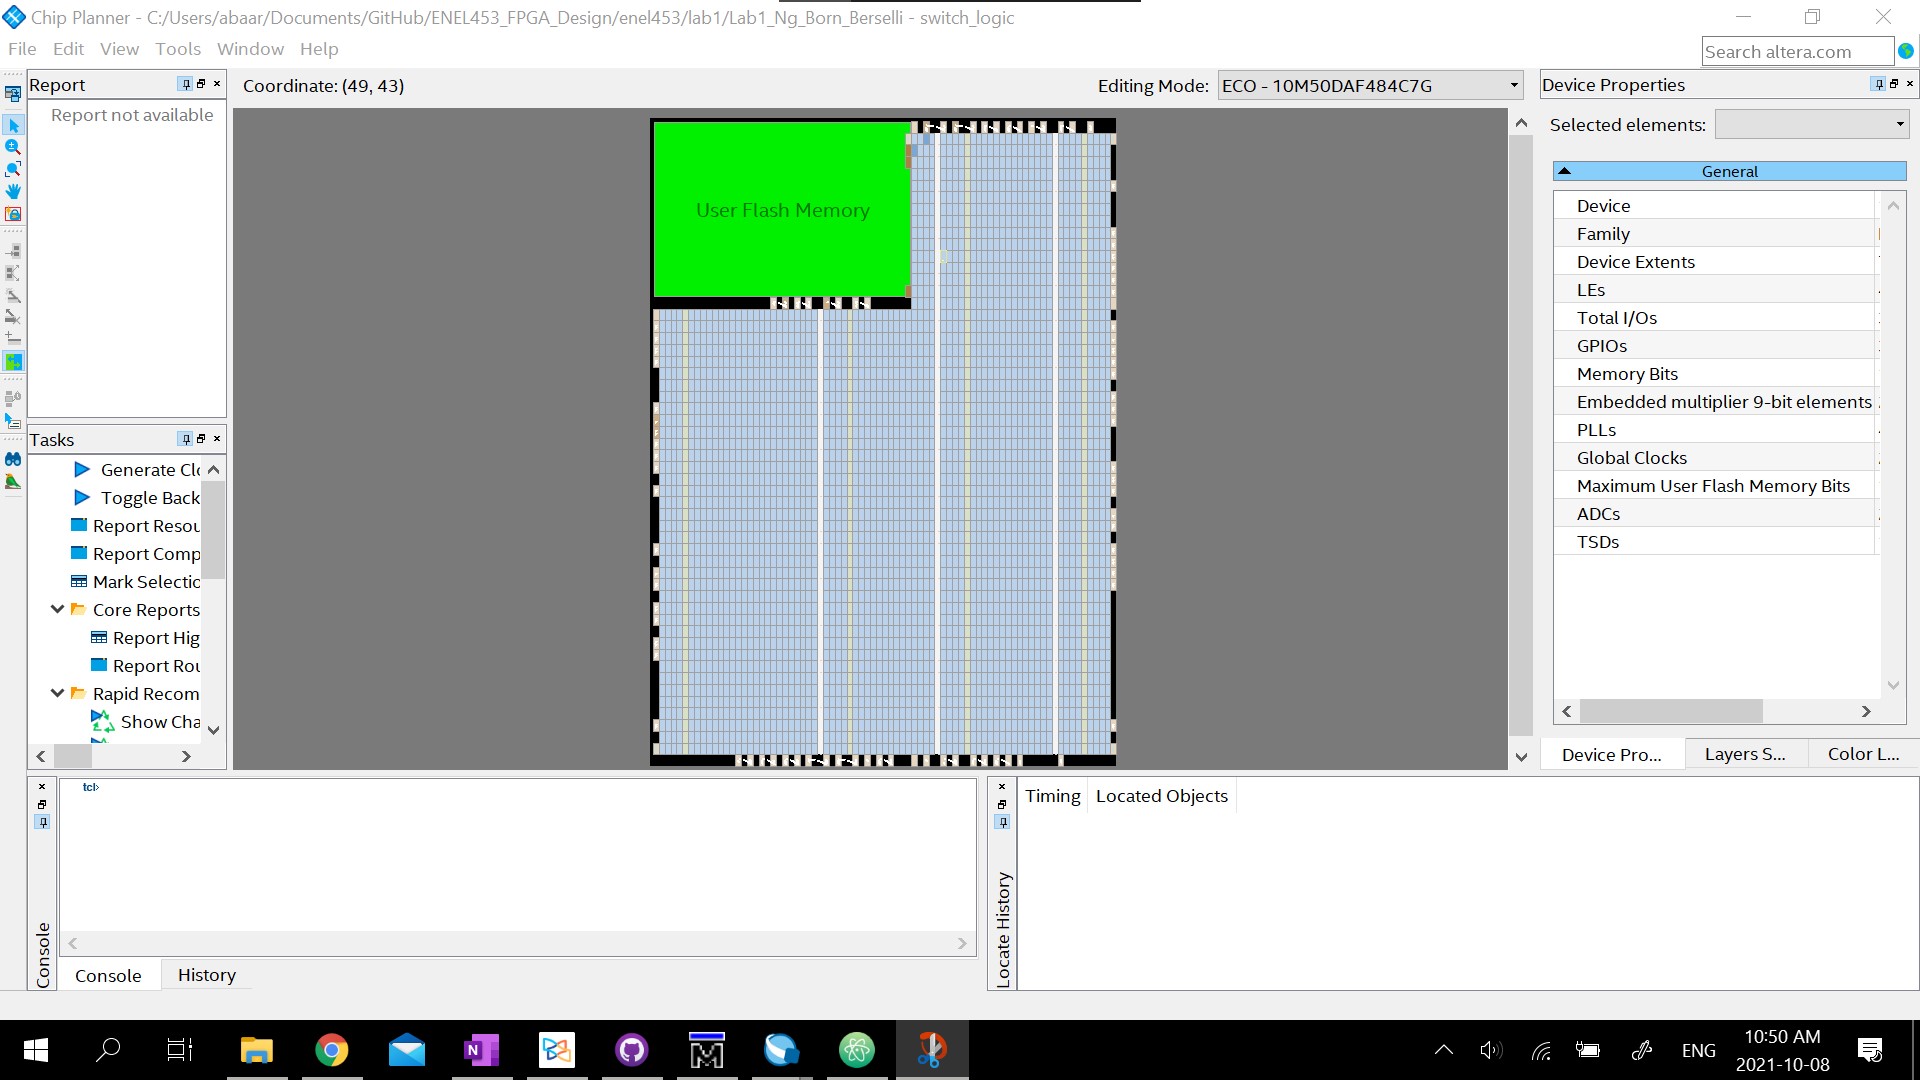 Chip Planner - C:/Users/abaar/Documents/GitHub/ENEL453_FPGA_Design/enel453/lab1/Lab1_Ng_Born_Berselli - switch_logic
File Edit View Tools Window Help
Search altera.com
Report
Report not available
Coordinate: (49, 43)
Editing Mode: ECO - 10M50DAF484C7G
User Flash Memory
Device Properties
Selected elements:
General
Device
Family
Device Extents
LEs
Total I/Os
GPIOs
Memory Bits
Embedded multiplier 9-bit elements
PLLs
Global Clocks
Maximum User Flash Memory Bits
ADCs
TSDs
Device Pro... Layers S... Color L...
Tasks
Generate Clo
Toggle Back
Report Resou
Report Comp
Mark Selectio
Core Reports
Report Hig
Report Rou
Rapid Recom
Show Cha
tcl>
Console
Console History
Timing Located Objects
Locate History
ENG
10:50 AM
2021-10-08